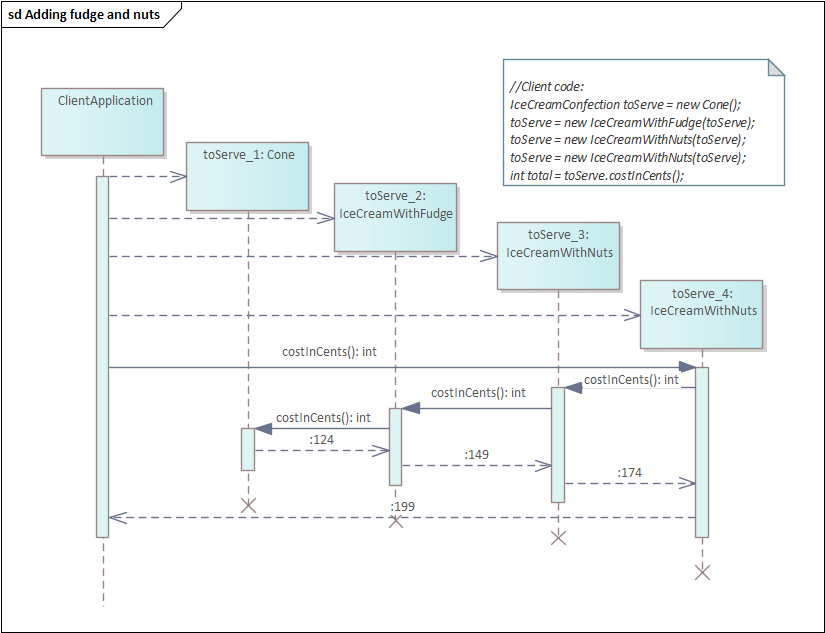 sd Adding fudge and nuts
//Client code:
IceCreamConfection toServe = new Cone();
toServe = new IceCreamWithFudge(toServe);
toServe = new IceCreamWithNuts(toServe);
toServe = new IceCreamWithNuts(toServe);
int total = toServe.costInCents();
ClientApplication
toServe_1: Cone
toServe_2:
IceCreamWithFudge
toServe_3:
IceCreamWithNuts
toServe_4:
IceCreamWithNuts
costInCents(): int
costInCents(): int
costInCents(): int
costInCents(): int
:124
:149
:174
:199